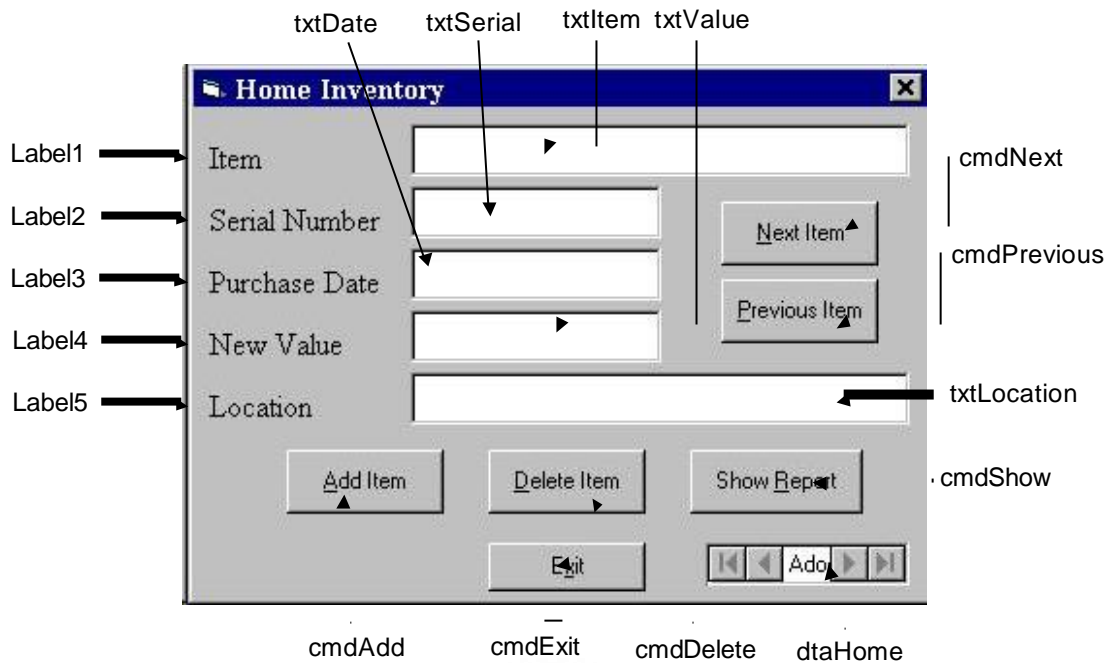 txtDate txtSerial txtItem txtValue
Home Inventory
Label1 Item
cmdNext
Label2 Serial Number
Next Item
cmdPrevious
Label3 Purchase Date
Previous Item
Label4 New Value
Label5 Location
txtLocation
Add Item Delete Item Show Report
cmdShow
Exit
Ado
cmdAdd cmdExit cmdDelete dtaHome